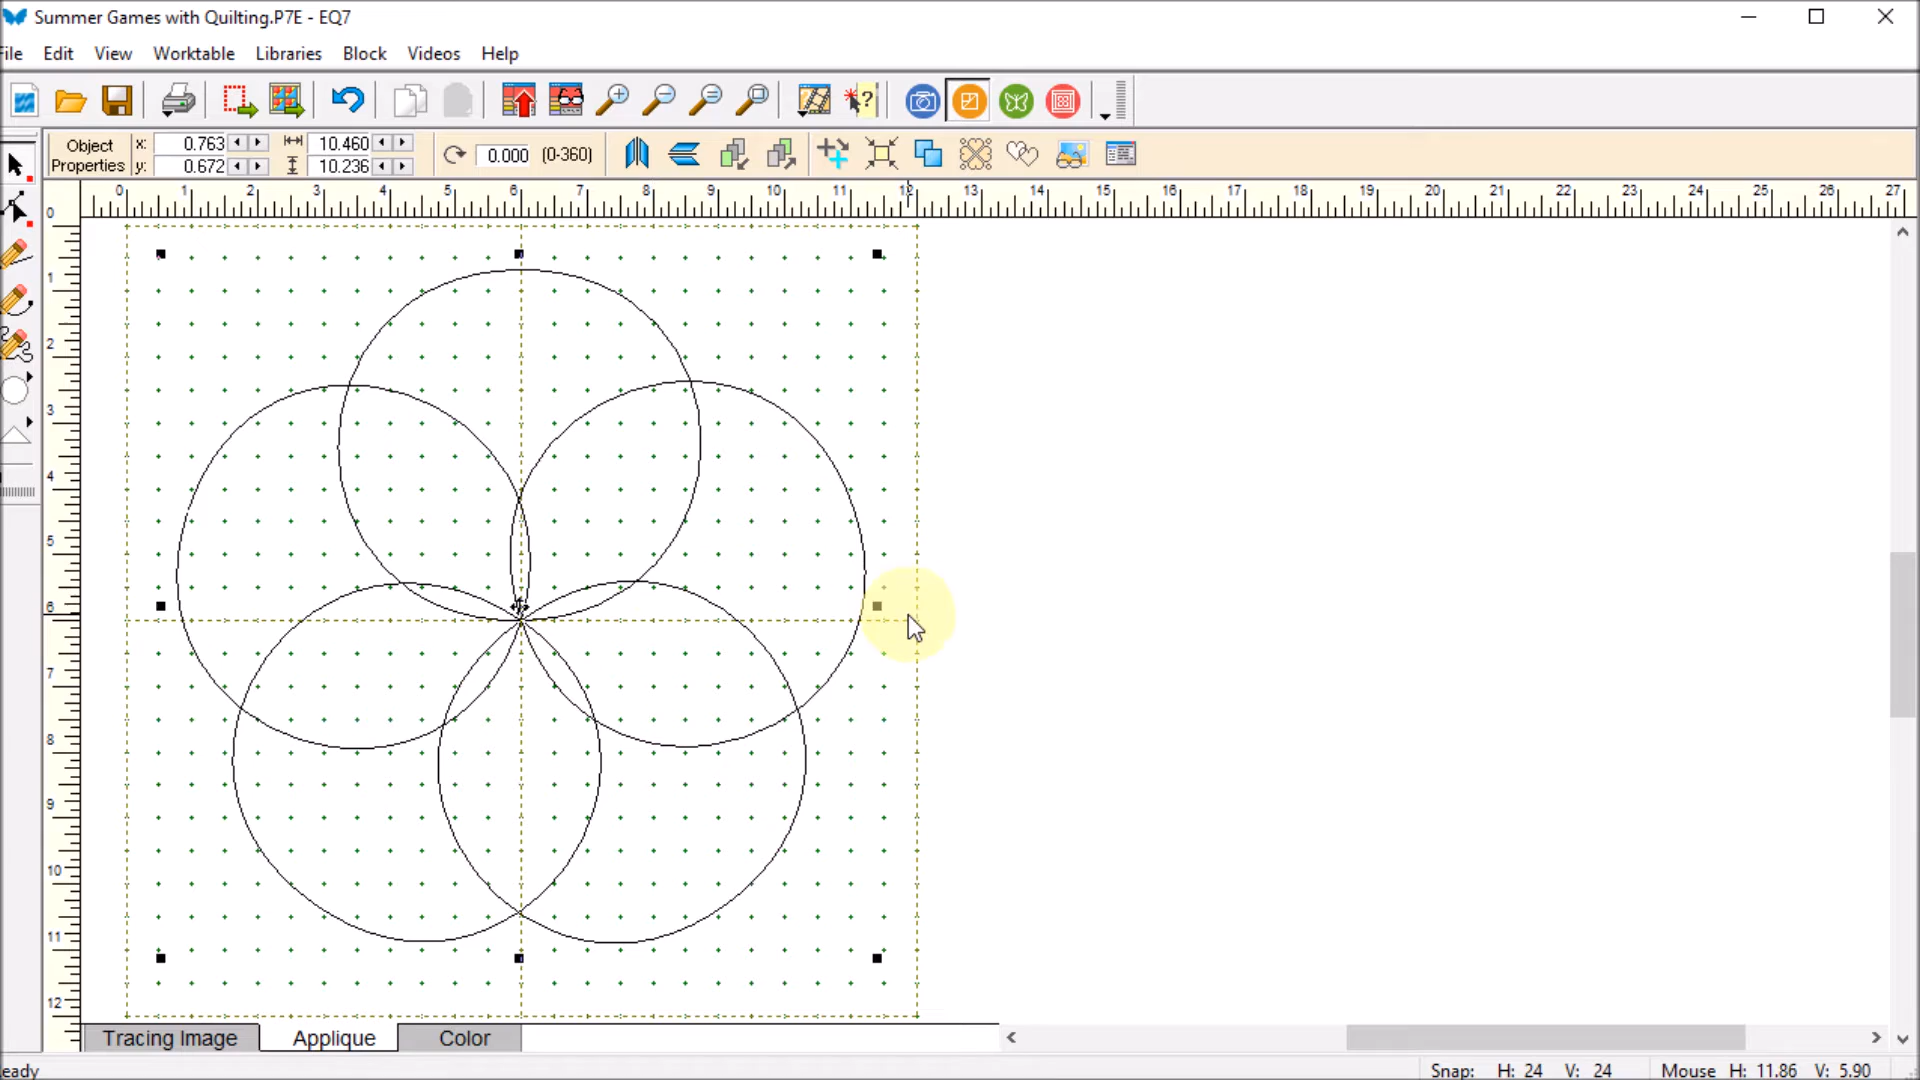 Summer Games with Quilting.P7E - EQ7
File Edit View Worktable Libraries Block Videos Help
Object Properties x: 0.763 10.460 0.000 (0-360)
y: 0.672 10.236
0 1 2 3 4 5 6 7 8 9 10 11 12 13 14 15 16 17 18 19 20 21 22 23 24 25 26 27
0
1
2
3
4
5
6
7
8
9
10
11
12
Tracing Image Applique Color
eady Snap: H: 24 V: 24 Mouse H: 11.86 V: 5.90